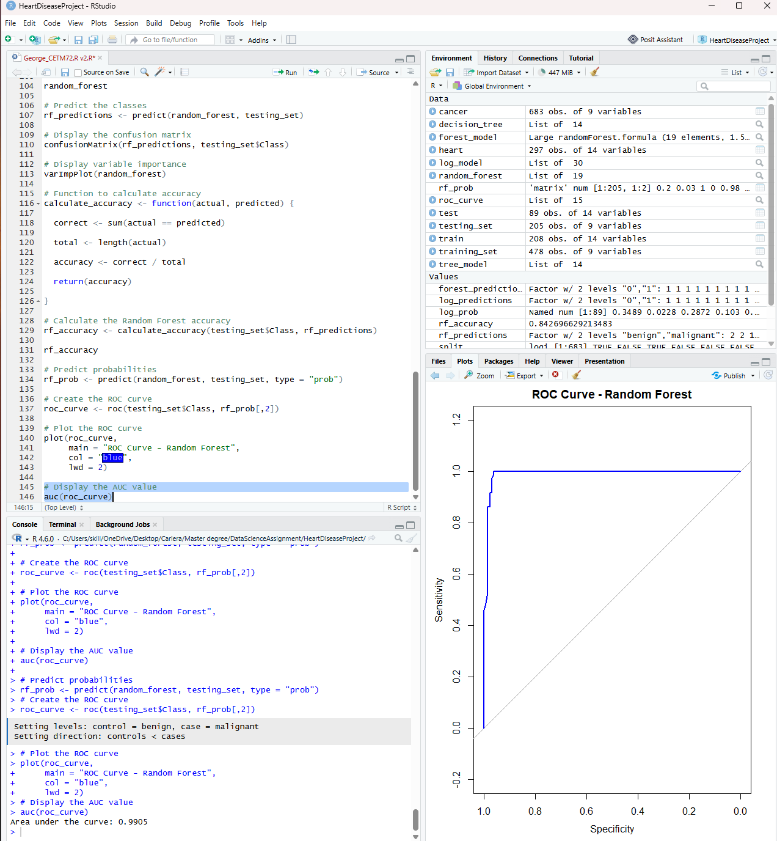 HeartDiseaseProject - RStudio
File Edit Code View Plots Session Build Debug Profile Tools Help
Go to file/function
Addins
Posit Assistant
HeartDiseaseProject
George_CETM72.R v2.R*
Source on Save
Run
Source
104 random_forest
105
106 # Predict the classes
107 rf_predictions <- predict(random_forest, testing_set)
108
109 # Display the confusion matrix
110 confusionMatrix(rf_predictions, testing_set$Class)
111
112 # Display variable importance
113 varImpPlot(random_forest)
114
115 # Function to calculate accuracy
116 calculate_accuracy <- function(actual, predicted) {
117
118 correct <- sum(actual == predicted)
119
120 total <- length(actual)
121
122 accuracy <- correct / total
123
124 return(accuracy)
125
126 }
127
128 # Calculate the Random Forest accuracy
129 rf_accuracy <- calculate_accuracy(testing_set$Class, rf_predictions)
130
131 rf_accuracy
132
133 # Predict probabilities
134 rf_prob <- predict(random_forest, testing_set, type = "prob")
135
136 # Create the ROC curve
137 roc_curve <- roc(testing_set$Class, rf_prob[,2])
138
139 # Plot the ROC curve
140 plot(roc_curve,
141 main = "ROC Curve - Random Forest",
142 col = "blue",
143 lwd = 2)
144
145 # Display the AUC value
146 auc(roc_curve)
146:15 (Top Level) R Script
Console Terminal Background Jobs
R 4.6.0 · C:/Users/skill/OneDrive/Desktop/Cariera/Master degree/DataScienceAssignment/HeartDiseaseProject/
+ rf_prob <- predict(random_forest, testing_set, type = "prob")
+
+ # Create the ROC curve
+ roc_curve <- roc(testing_set$Class, rf_prob[,2])
+
+ # Plot the ROC curve
+ plot(roc_curve,
+ main = "ROC Curve - Random Forest",
+ col = "blue",
+ lwd = 2)
+
+ # Display the AUC value
+ auc(roc_curve)
+
> # Predict probabilities
> rf_prob <- predict(random_forest, testing_set, type = "prob")
> # Create the ROC curve
> roc_curve <- roc(testing_set$Class, rf_prob[,2])
Setting levels: control = benign, case = malignant
Setting direction: controls < cases
> # Plot the ROC curve
> plot(roc_curve,
+ main = "ROC Curve - Random Forest",
+ col = "blue",
+ lwd = 2)
> # Display the AUC value
> auc(roc_curve)
Area under the curve: 0.9905
>
Environment History Connections Tutorial
Import Dataset 447 MiB List
R Global Environment
Data
cancer 683 obs. of 9 variables
decision_tree List of 14
forest_model Large randomForest.formula (19 elements, 1.5...
heart 297 obs. of 14 variables
log_model List of 30
random_forest List of 19
rf_prob 'matrix' num [1:205, 1:2] 0.2 0.03 1 0 0.98 ...
roc_curve List of 15
test 89 obs. of 14 variables
testing_set 205 obs. of 9 variables
train 208 obs. of 14 variables
training_set 478 obs. of 9 variables
tree_model List of 14
Values
forest_predictio… Factor w/ 2 levels "0","1": 1 1 1 1 1 1 1 1 1 ...
log_predictions Factor w/ 2 levels "0","1": 1 1 1 1 1 1 1 1 1 ...
log_prob Named num [1:89] 0.3489 0.0228 0.2872 0.103 0...
rf_accuracy 0.842696629213483
rf_predictions Factor w/ 2 levels "benign","malignant": 2 2 1...
split logi [1:683] TRUE FALSE TRUE FALSE FALSE FALSE
Files Plots Packages Help Viewer Presentation
Zoom Export Publish
ROC Curve - Random Forest
1.2
1.0
0.8
0.6
0.4
0.2
0.0
-0.2
Sensitivity
1.0 0.8 0.6 0.4 0.2 0.0
Specificity